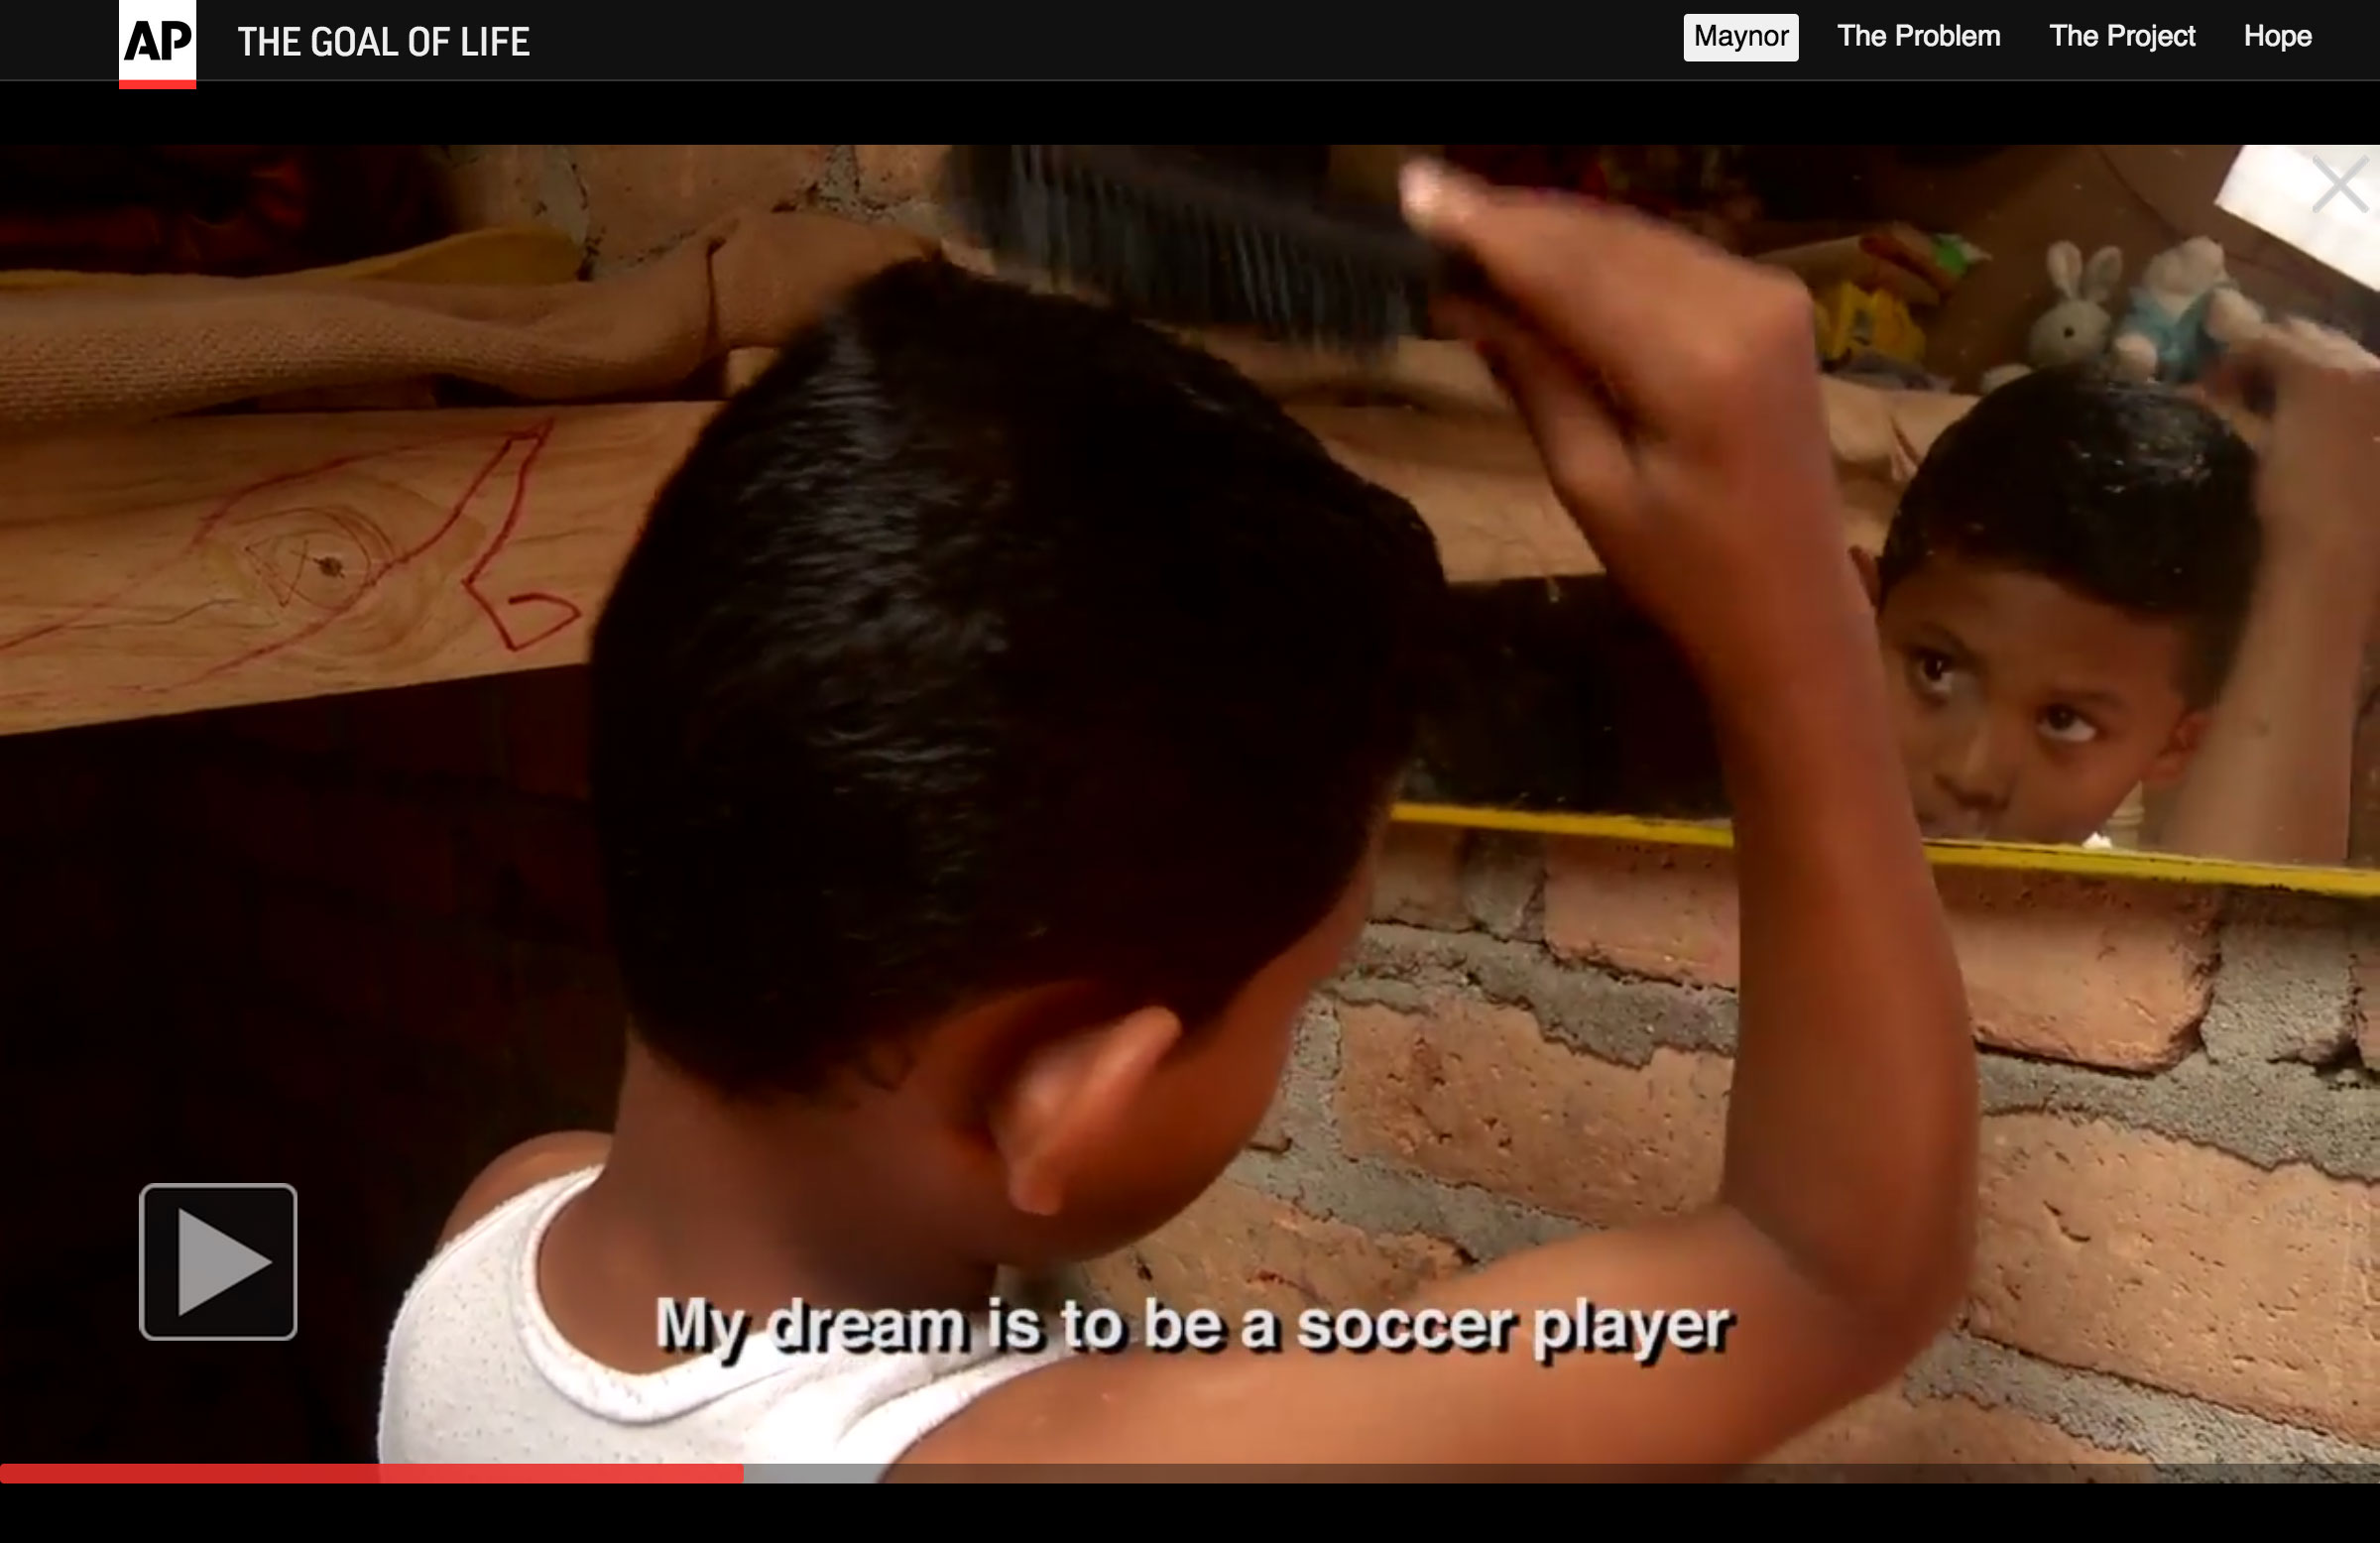 AP
THE GOAL OF LIFE
Maynor
The Problem
The Project
Hope
My dream is to be a soccer player